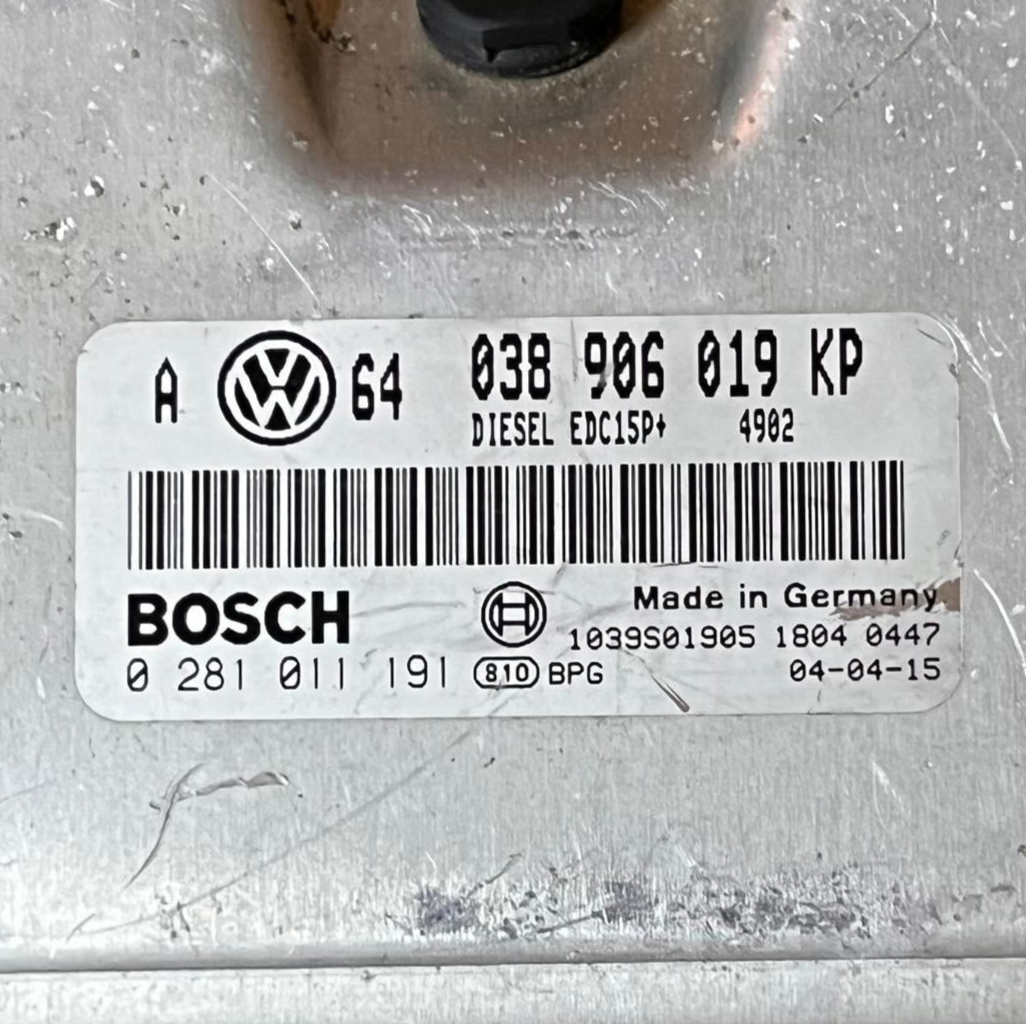 A VW 64 038 906 019 KP
DIESEL EDC15P+ 4902
BOSCH
Made in Germany
1039S01905 1804 0447
0 281 011 191 810 BPG 04-04-15